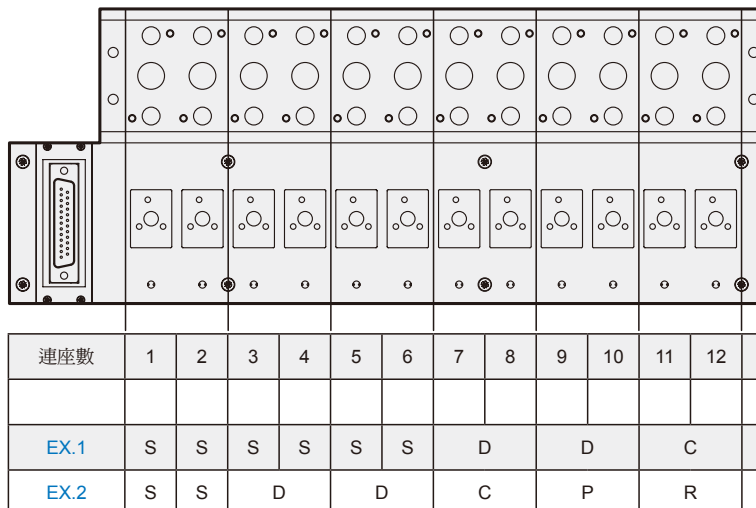 連座數 1 2 3 4 5 6 7 8 9 10 11 12
EX.1 S S S S S S D D C
EX.2 S S D D C P R